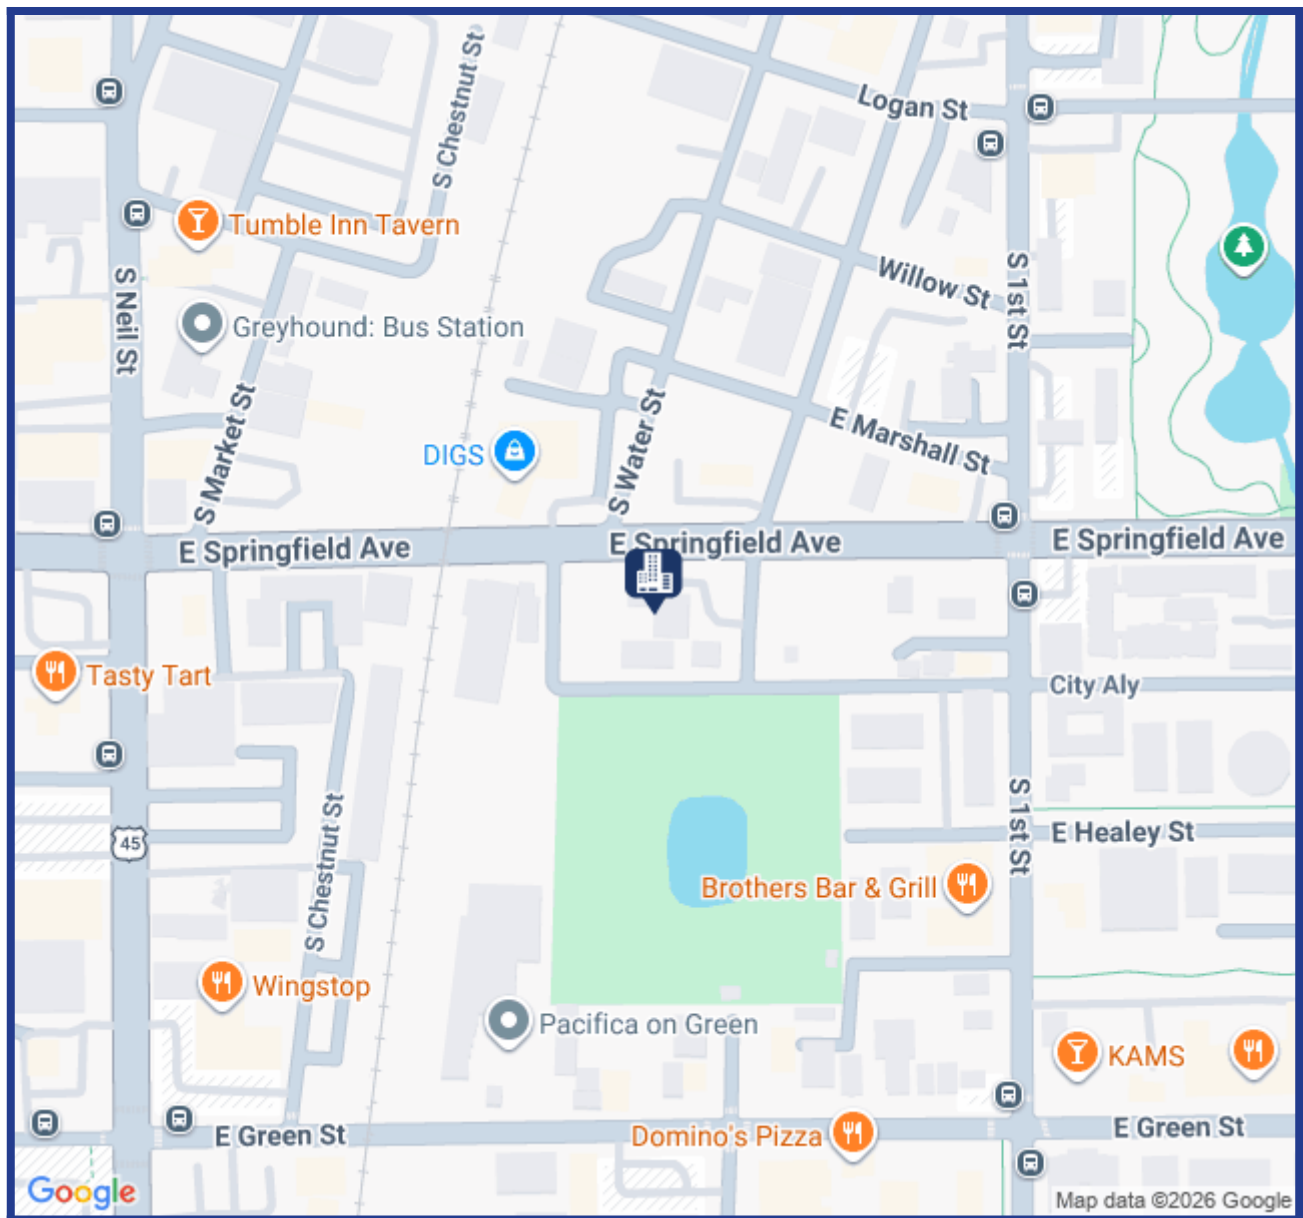 S Chestnut St
Logan St
Tumble Inn Tavern
S Neil St
S 1st St
Willow St
Greyhound: Bus Station
S Market St
S Water St
E Marshall St
DIGS
E Springfield Ave
E Springfield Ave
E Springfield Ave
Tasty Tart
City Aly
S Chestnut St
S 1st St
45
E Healey St
Brothers Bar & Grill
Wingstop
Pacifica on Green
KAMS
E Green St
Domino's Pizza
E Green St
Google
Map data ©2026 Google